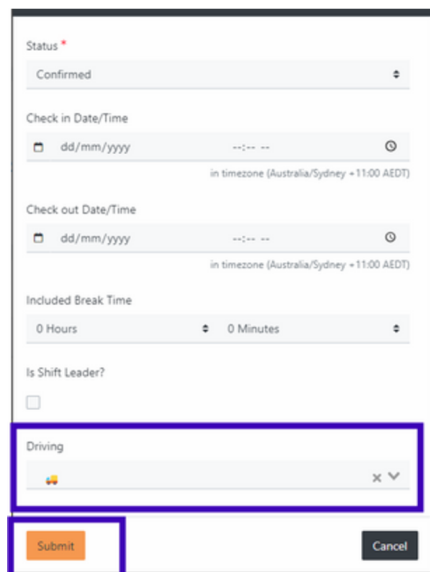 Status *
Confirmed
Check in Date/Time
dd/mm/yyyy --:-- --
in timezone (Australia/Sydney +11:00 AEDT)
Check out Date/Time
dd/mm/yyyy --:-- --
in timezone (Australia/Sydney +11:00 AEDT)
Included Break Time
0 Hours 0 Minutes
Is Shift Leader?
Driving
Submit Cancel